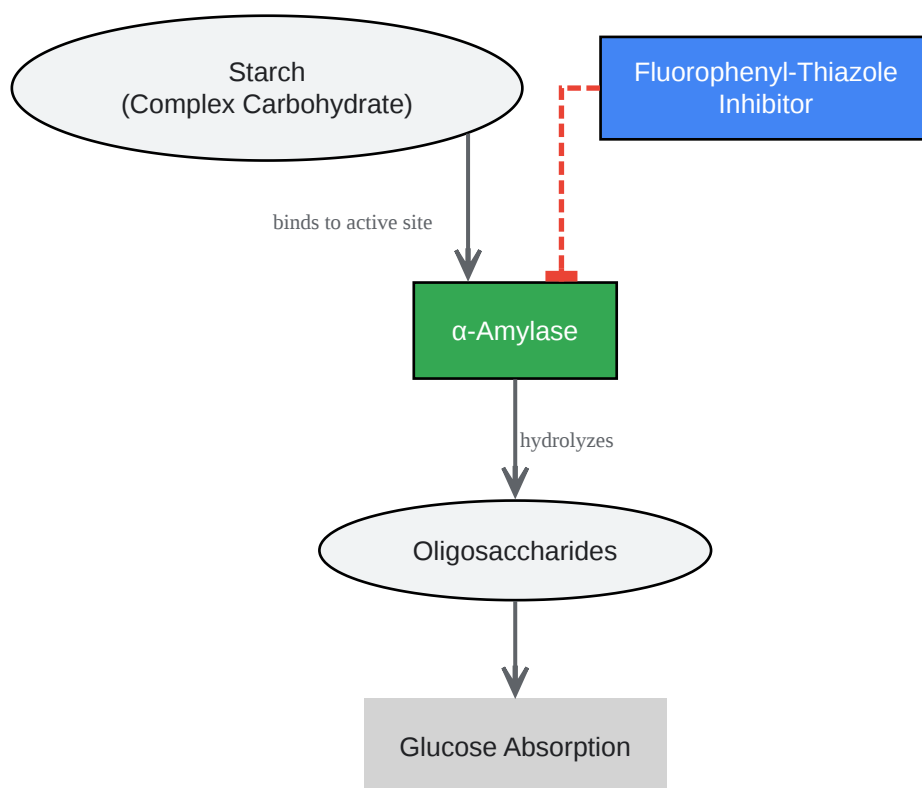 Starch
(Complex Carbohydrate)
Fluorophenyl-Thiazole
Inhibitor
binds to active site
α-Amylase
hydrolyzes
Oligosaccharides
Glucose Absorption